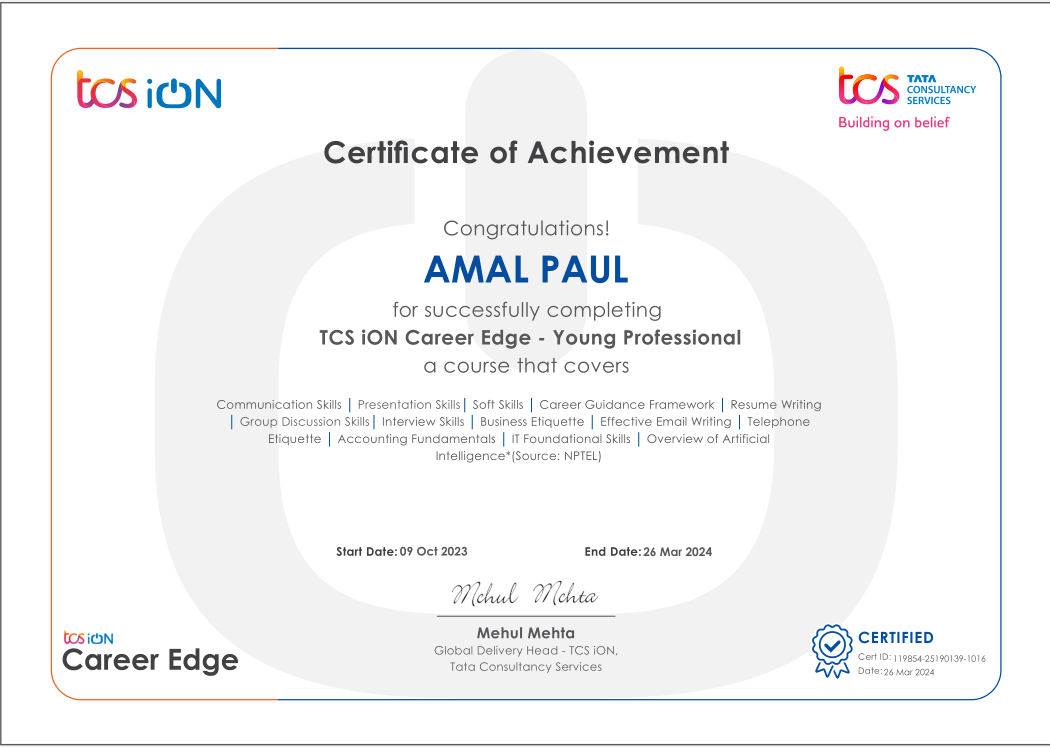 tcs iON
tcs TATA
CONSULTANCY
SERVICES
Building on belief
Certificate of Achievement
Congratulations!
AMAL PAUL
for successfully completing
TCS iON Career Edge - Young Professional
a course that covers
Communication Skills | Presentation Skills | Soft Skills | Career Guidance Framework | Resume Writing
| Group Discussion Skills | Interview Skills | Business Etiquette | Effective Email Writing | Telephone
Etiquette | Accounting Fundamentals | IT Foundational Skills | Overview of Artificial
Intelligence*(Source: NPTEL)
Start Date: 09 Oct 2023 End Date: 26 Mar 2024
Mehul Mehta
Mehul Mehta
Global Delivery Head - TCS iON,
Tata Consultancy Services
tcs iON
Career Edge
CERTIFIED
Cert ID: 119854-25190139-1016
Date: 26 Mar 2024